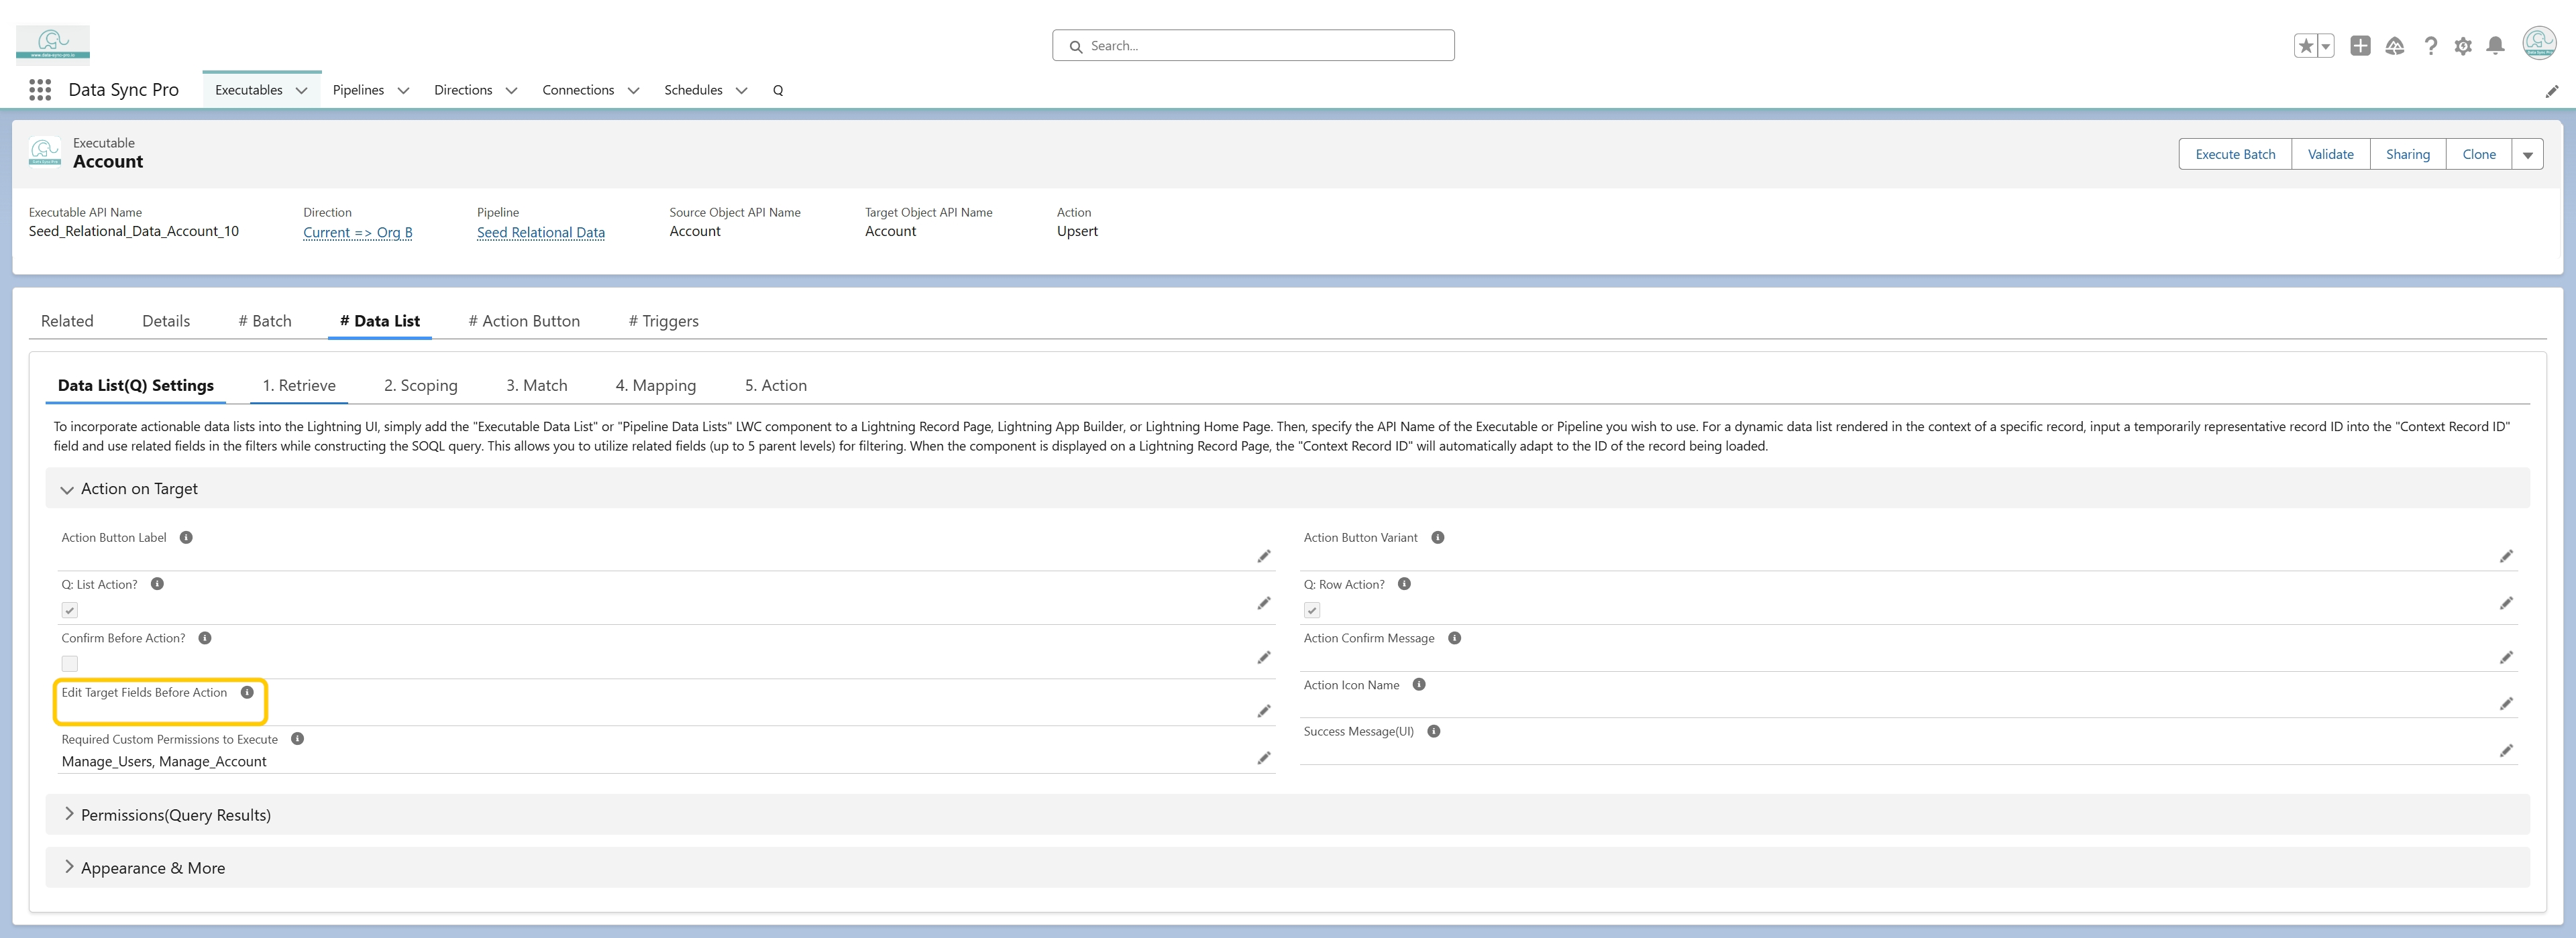 www.data-sync-pro.io
Search...
Data Sync Pro
Executables
Pipelines
Directions
Connections
Schedules
Q
Executable
Account
Execute Batch
Validate
Sharing
Clone
Executable API Name
Direction
Pipeline
Source Object API Name
Target Object API Name
Action
Seed_Relational_Data_Account_10
Current => Org B
Seed Relational Data
Account
Account
Upsert
Related
Details
# Batch
# Data List
# Action Button
# Triggers
Data List(Q) Settings
1. Retrieve
2. Scoping
3. Match
4. Mapping
5. Action
To incorporate actionable data lists into the Lightning UI, simply add the "Executable Data List" or "Pipeline Data Lists" LWC component to a Lightning Record Page, Lightning App Builder, or Lightning Home Page. Then, specify the API Name of the Executable or Pipeline you wish to use. For a dynamic data list rendered in the context of a specific record, input a temporarily representative record ID into the "Context Record ID"
field and use related fields in the filters while constructing the SOQL query. This allows you to utilize related fields (up to 5 parent levels) for filtering. When the component is displayed on a Lightning Record Page, the "Context Record ID" will automatically adapt to the ID of the record being loaded.
Action on Target
Action Button Label
Action Button Variant
Q: List Action?
Q: Row Action?
Confirm Before Action?
Action Confirm Message
Edit Target Fields Before Action
Action Icon Name
Required Custom Permissions to Execute
Manage_Users, Manage_Account
Success Message(UI)
Permissions(Query Results)
Appearance & More